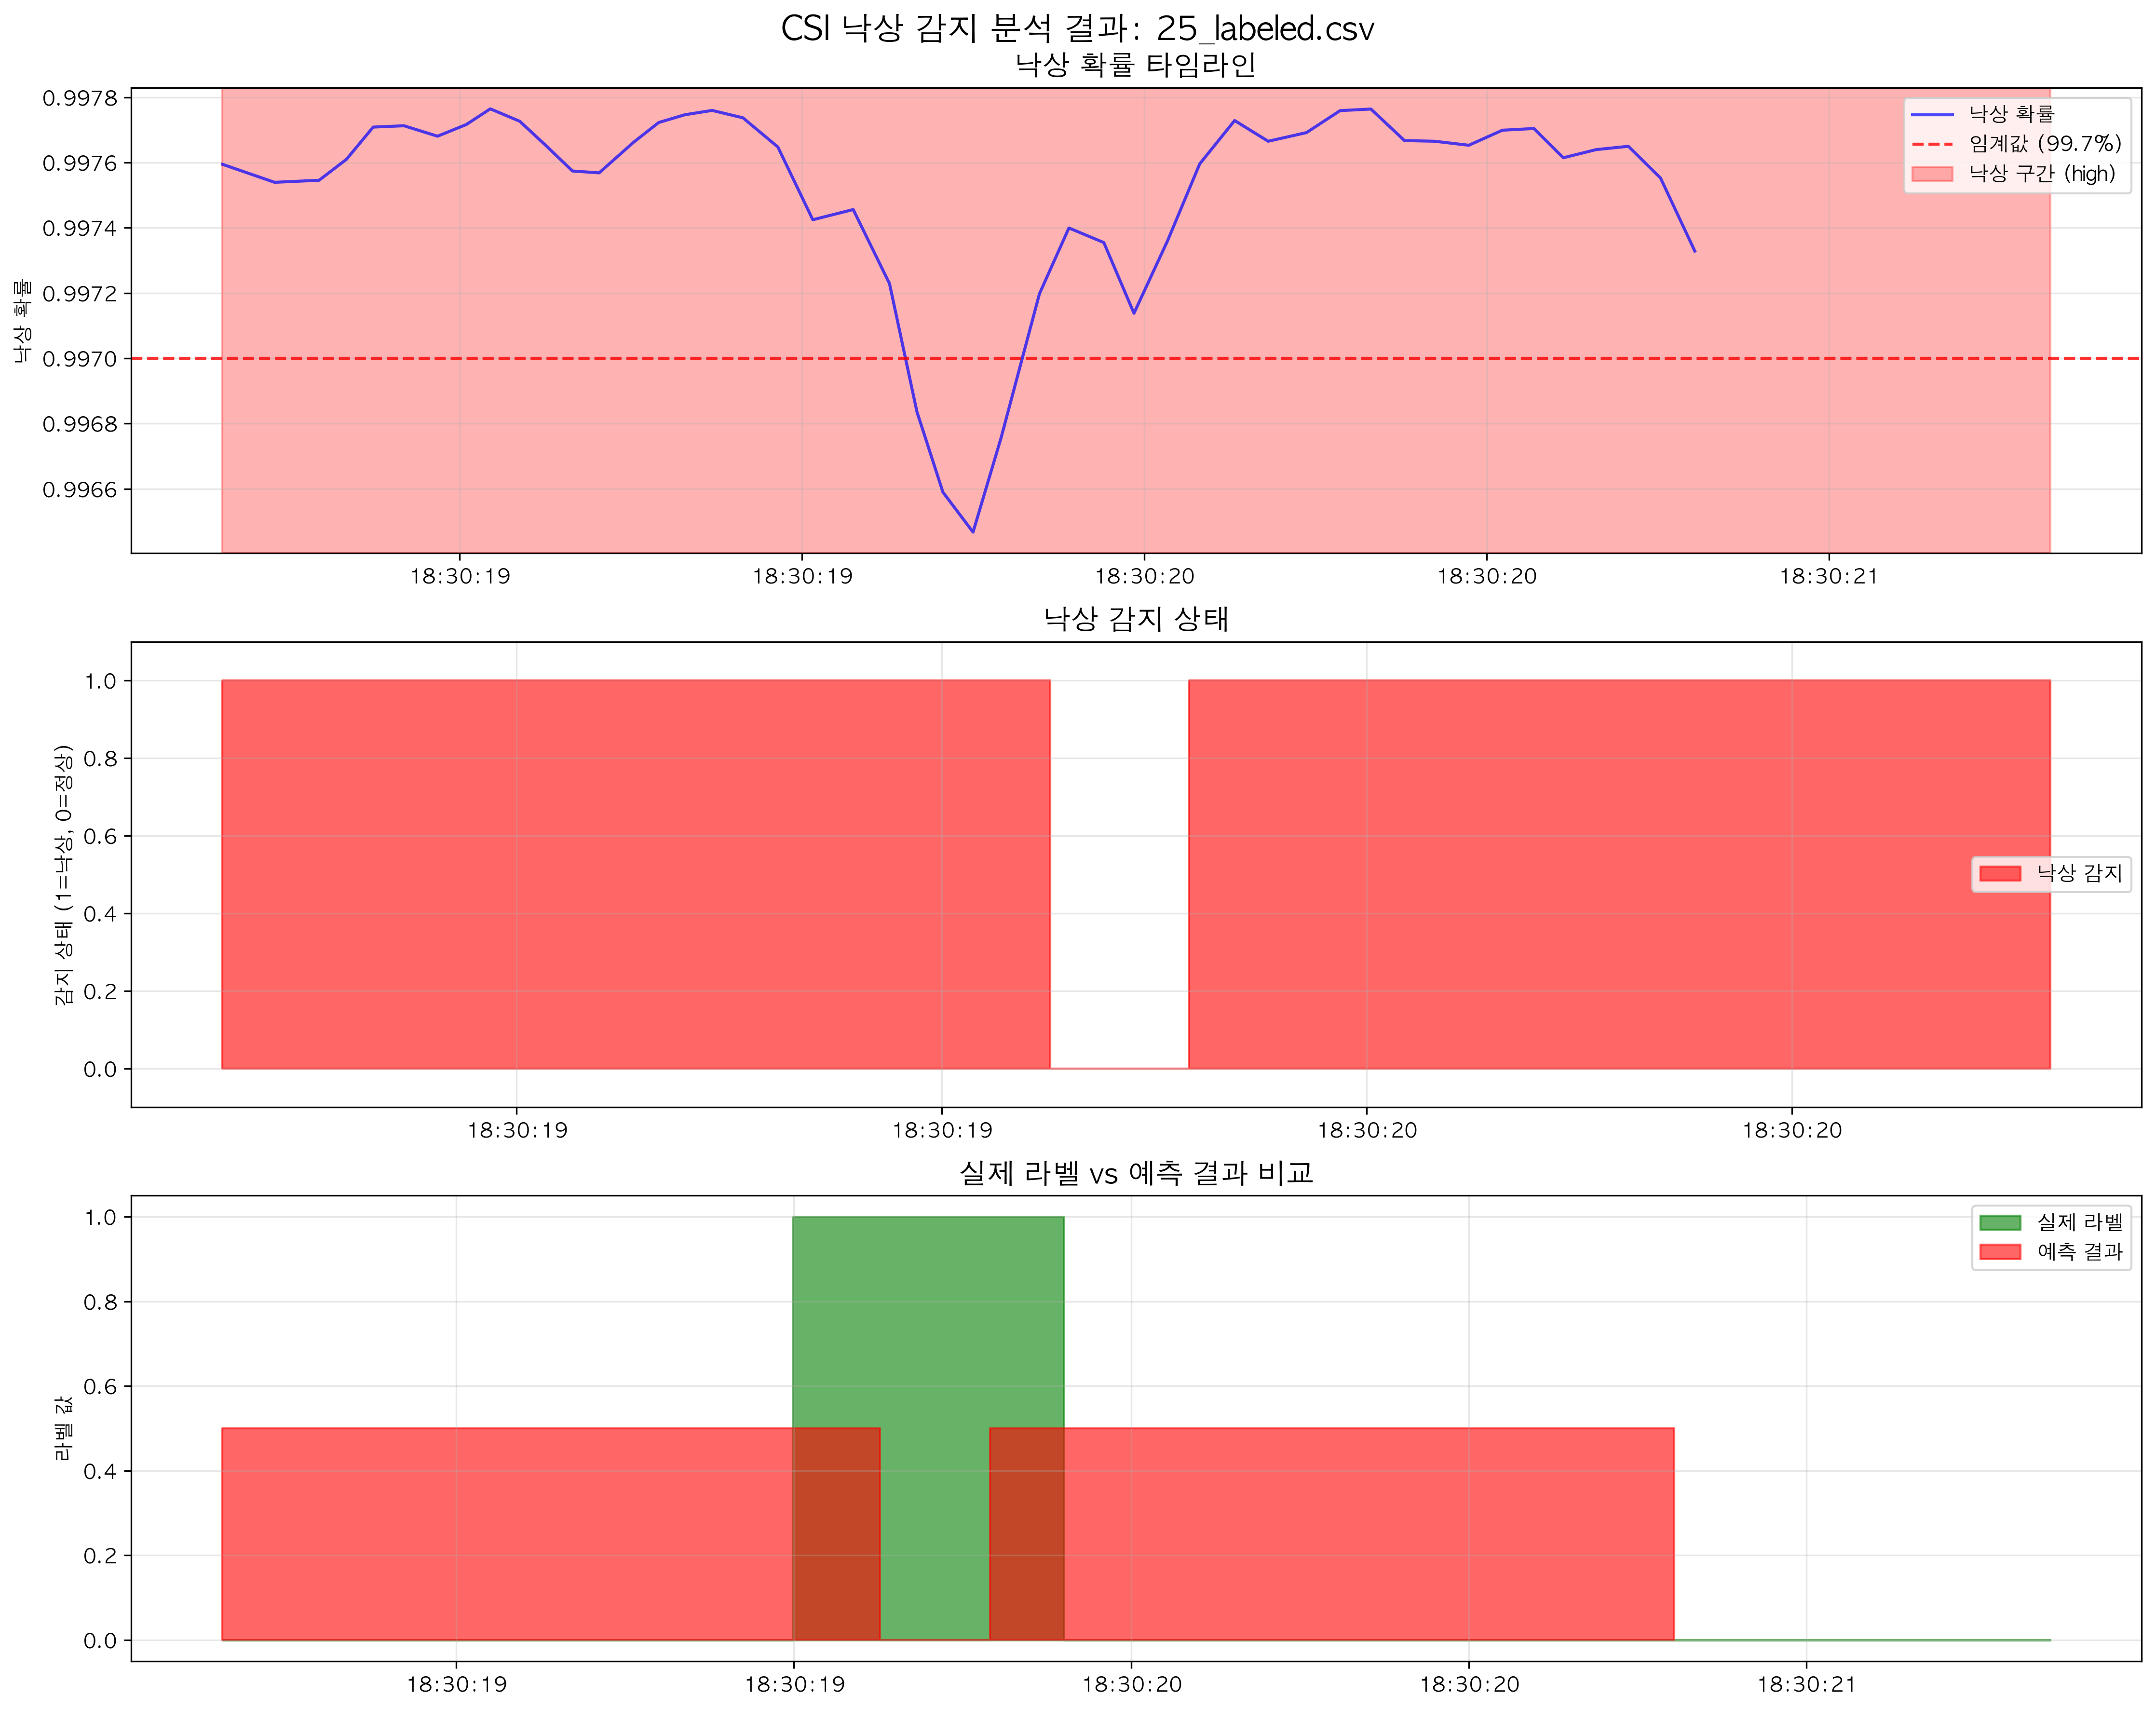 CSI 낙상 감지 분석 결과: 25_labeled.csv
낙상 확률 타임라인
낙상 확률
0.9978
0.9976
0.9974
0.9972
0.9970
0.9968
0.9966
낙상 확률
임계값 (99.7%)
낙상 구간 (high)
18:30:19
18:30:19
18:30:20
18:30:20
18:30:21
낙상 감지 상태
감지 상태 (1=낙상, 0=정상)
1.0
0.8
0.6
0.4
0.2
0.0
낙상 감지
18:30:19
18:30:19
18:30:20
18:30:20
실제 라벨 vs 예측 결과 비교
라벨 값
1.0
0.8
0.6
0.4
0.2
0.0
실제 라벨
예측 결과
18:30:19
18:30:19
18:30:20
18:30:20
18:30:21